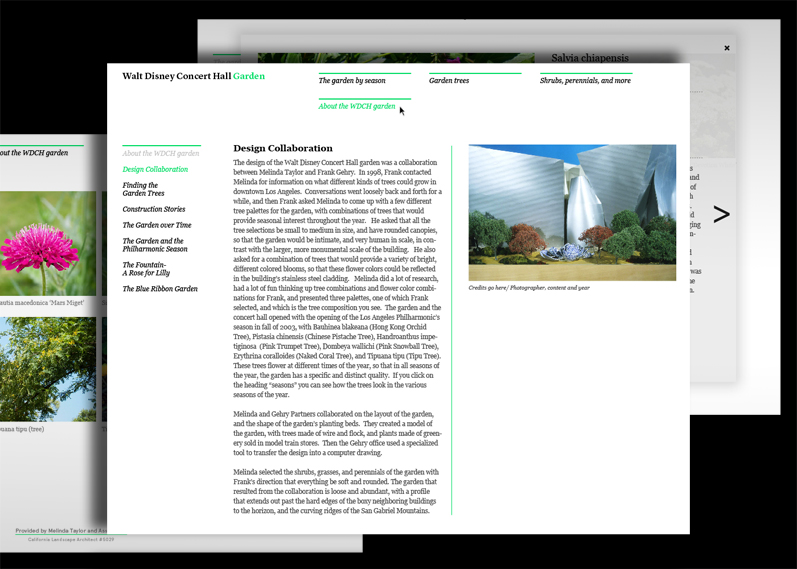 Salvia chiapensis
Walt Disney Concert Hall Garden
The garden by season
Garden trees
Shrubs, perennials, and more
About the WDCH garden
out the WDCH garden
About the WDCH garden
Design Collaboration
Finding the
Garden Trees
Construction Stories
The Garden over Time
The Garden and the
Philharmonic Season
The Fountain-
A Rose for Lilly
The Blue Ribbon Garden
Design Collaboration
The design of the Walt Disney Concert Hall garden was a collaboration
between Melinda Taylor and Frank Gehry. In 1998, Frank contacted
Melinda for information on what different kinds of trees could grow in
downtown Los Angeles. Conversations went loosely back and forth for a
while, and then Frank asked Melinda to come up with a few different
tree palettes for the garden, with combinations of trees that would
provide seasonal interest throughout the year. He asked that all the
tree selections be small to medium in size, and have rounded canopies,
so that the garden would be intimate, and very human in scale, in con-
trast with the larger, more monumental scale of the building. He also
asked for a combination of trees that would provide a variety of bright,
different colored blooms, so that these flower colors could be reflected
in the building's stainless steel cladding. Melinda did a lot of research,
had a lot of fun thinking up tree combinations and flower color combi-
nations for Frank, and presented three palettes, one of which Frank
selected, and which is the tree composition you see. The garden and the
concert hall opened with the opening of the Los Angeles Philharmonic's
season in fall of 2003, with Bauhinea blakeana (Hong Kong Orchid
Tree), Pistasia chinensis (Chinese Pistache Tree), Handroanthus impe-
tiginosa (Pink Trumpet Tree), Dombeya wallichi (Pink Snowball Tree),
Erythrina coralloides (Naked Coral Tree), and Tipuana tipu (Tipu Tree).
These trees flower at different times of the year, so that in all seasons of
the year, the garden has a specific and distinct quality. If you click on
the heading "seasons" you can see how the trees look in the various
seasons of the year.
Melinda and Gehry Partners collaborated on the layout of the garden,
and the shape of the garden's planting beds. They created a model of
the garden, with trees made of wire and flock, and plants made of green-
ery sold in model train stores. Then the Gehry office used a specialized
tool to transfer the design into a computer drawing.
Melinda selected the shrubs, grasses, and perennials of the garden with
Frank's direction that everything be soft and rounded. The garden that
resulted from the collaboration is loose and abundant, with a profile
that extends out past the hard edges of the busy neighboring buildings
to the horizon, and the curving ridges of the San Gabriel Mountains.
Credits go here/ Photographer, content and year
autia macedonica 'Mars Miget'
uana tipu (tree)
Provided by Melinda Taylor and
California Landscape Architect